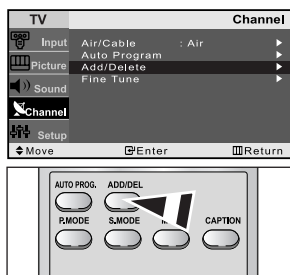 TV Channel
Input Air/Cable : Air
Auto Program
Picture Add/Delete
Fine Tune
Sound
Channel
Setup
Move Enter Return
AUTO PROG. ADD/DEL
P.MODE S.MODE CAPTION